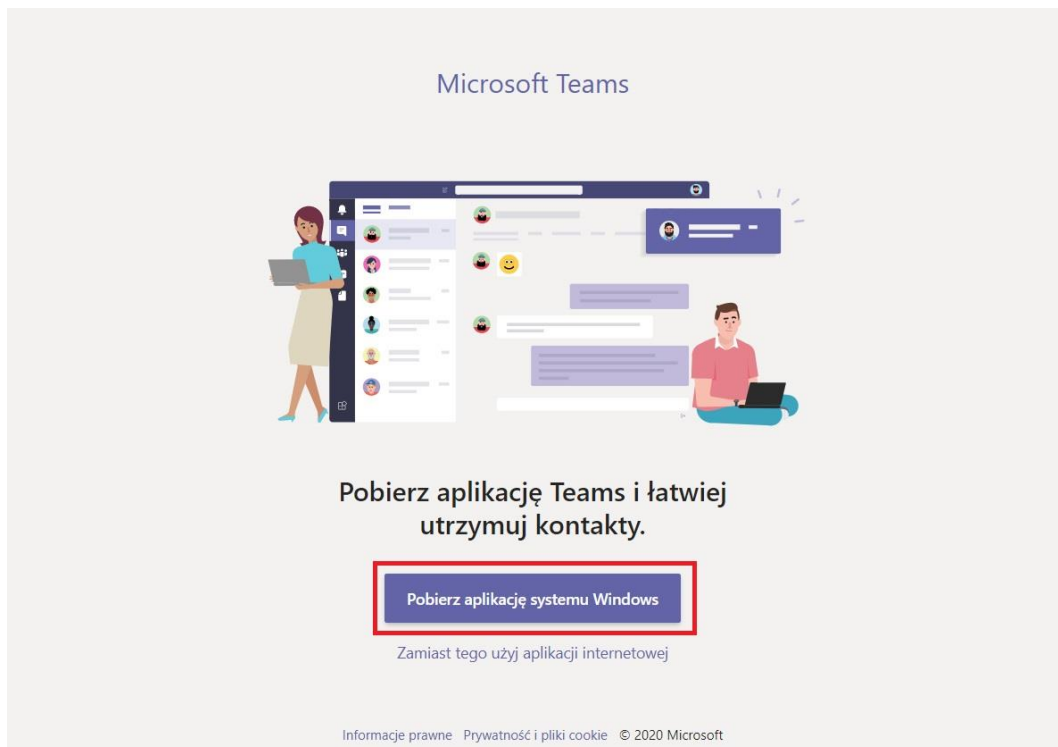 Microsoft Teams
Pobierz aplikację Teams i łatwiej
utrzymuj kontakty.
Pobierz aplikację systemu Windows
Zamiast tego użyj aplikacji internetowej
Informacje prawne Prywatność i pliki cookie © 2020 Microsoft